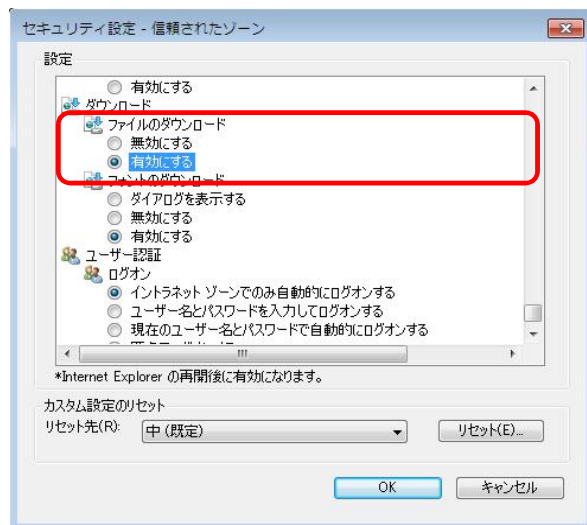 セキュリティ設定 - 信頼されたゾーン
設定
有効にする
ダウンロード
ファイルのダウンロード
無効にする
有効にする
フォントのダウンロード
ダイアログを表示する
無効にする
有効にする
ユーザー認証
ログオン
イントラネット ゾーンでのみ自動的にログオンする
ユーザー名とパスワードを入力してログオンする
現在のユーザー名とパスワードで自動的にログオンする
*Internet Explorer の再開後に有効になります。
カスタム設定のリセット
リセット先(R): 中 (既定) リセット(E)...
OK キャンセル